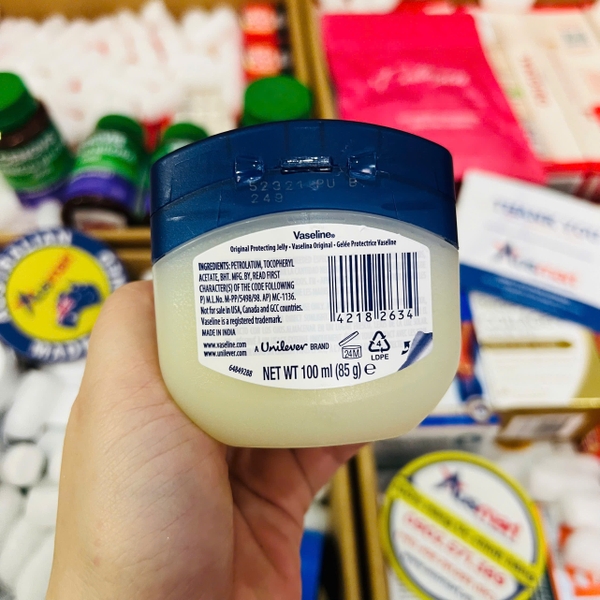 52321 PU B
249
Vaseline®
Original Protecting Jelly • Vaselina Original • Gelée Protectrice Vaseline
INGREDIENTS: PETROLATUM, TOCOPHERYL
ACETATE, BHT. MFG. BY, READ FIRST
CHARACTER(S) OF THE CODE FOLLOWING
P) M.L.No. M-PP/5498/98. AP) MC-1136.
Not for sale in USA, Canada and GCC countries.
Vaseline is a registered trademark.
MADE IN INDIA
www.vaseline.com
www.unilever.com
A Unilever BRAND
4218 2634
24M
4
LDPE
64849288
NET WT 100 ml (85 g) e
MADE